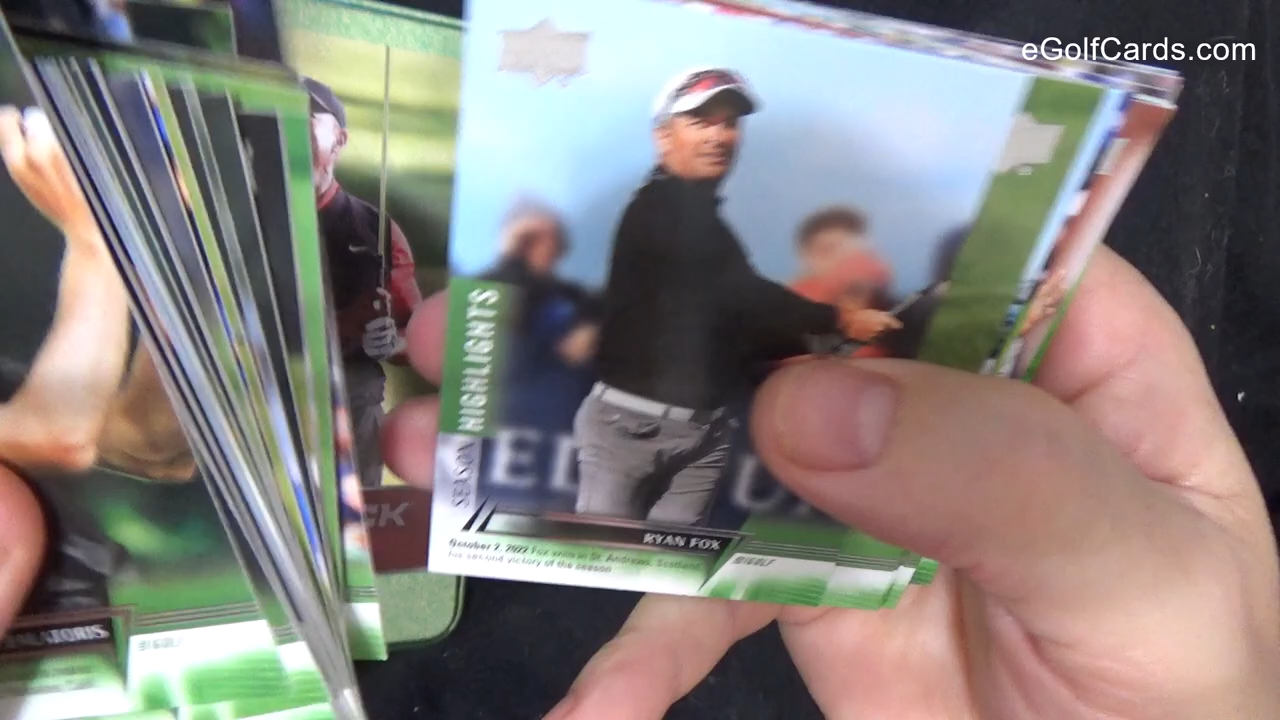 eGolfCards.com
SEASON HIGHLIGHTS
RYAN FOX
October 2, 2022 Fox wins in St. Andrews, Scotland
his second victory of the season